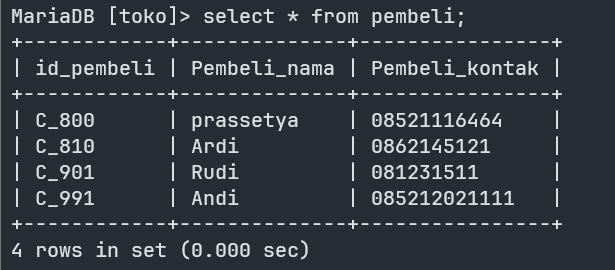 MariaDB [toko]> select * from pembeli;
+------------+--------------+----------------+
| id_pembeli | Pembeli_nama | Pembeli_kontak |
+------------+--------------+----------------+
| C_800      | prassetya    | 08521116464    |
| C_810      | Ardi         | 0862145121     |
| C_901      | Rudi         | 081231511      |
| C_991      | Andi         | 085212021111   |
+------------+--------------+----------------+
4 rows in set (0.000 sec)